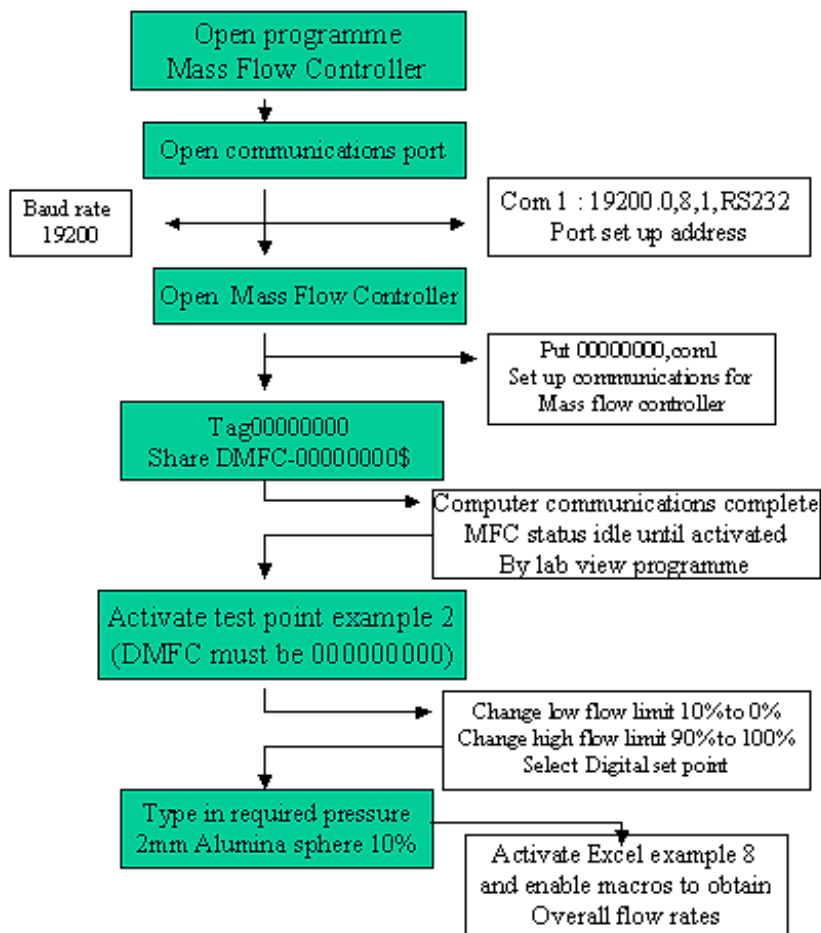 Open programme
Mass Flow Controller
Open communications port
Baud rate
19200
Com 1 : 19200.0,8,1,RS232
Port set up address
Open Mass Flow Controller
Put 00000000,com1
Set up communications for
Mass flow controller
Tag00000000
Share DMFC-00000000$
Computer communications complete
MFC status idle until activated
By lab view programme
Activate test point example 2
(DMFC must be 000000000)
Change low flow limit 10%to 0%
Change high flow limit 90%to 100%
Select Digital set point
Type in required pressure
2mm Alumina sphere 10%
Activate Excel example 8
and enable macros to obtain
Overall flow rates